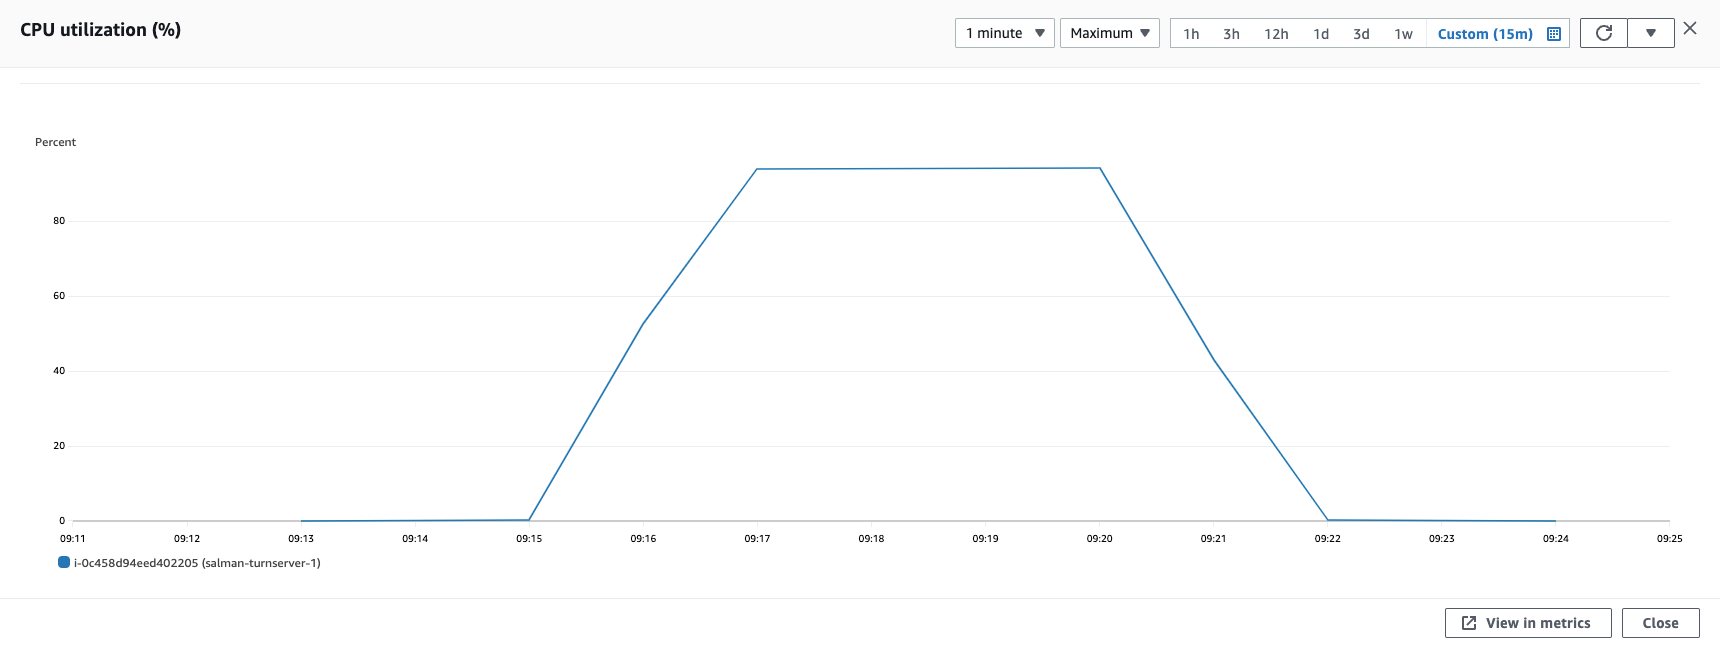 CPU utilization (%)
1 minute Maximum 1h 3h 12h 1d 3d 1w Custom (15m)
Percent
80
60
40
20
0
09:11 09:12 09:13 09:14 09:15 09:16 09:17 09:18 09:19 09:20 09:21 09:22 09:23 09:24 09:25
i-0c458d94eed402205 (salman-turnserver-1)
View in metrics Close